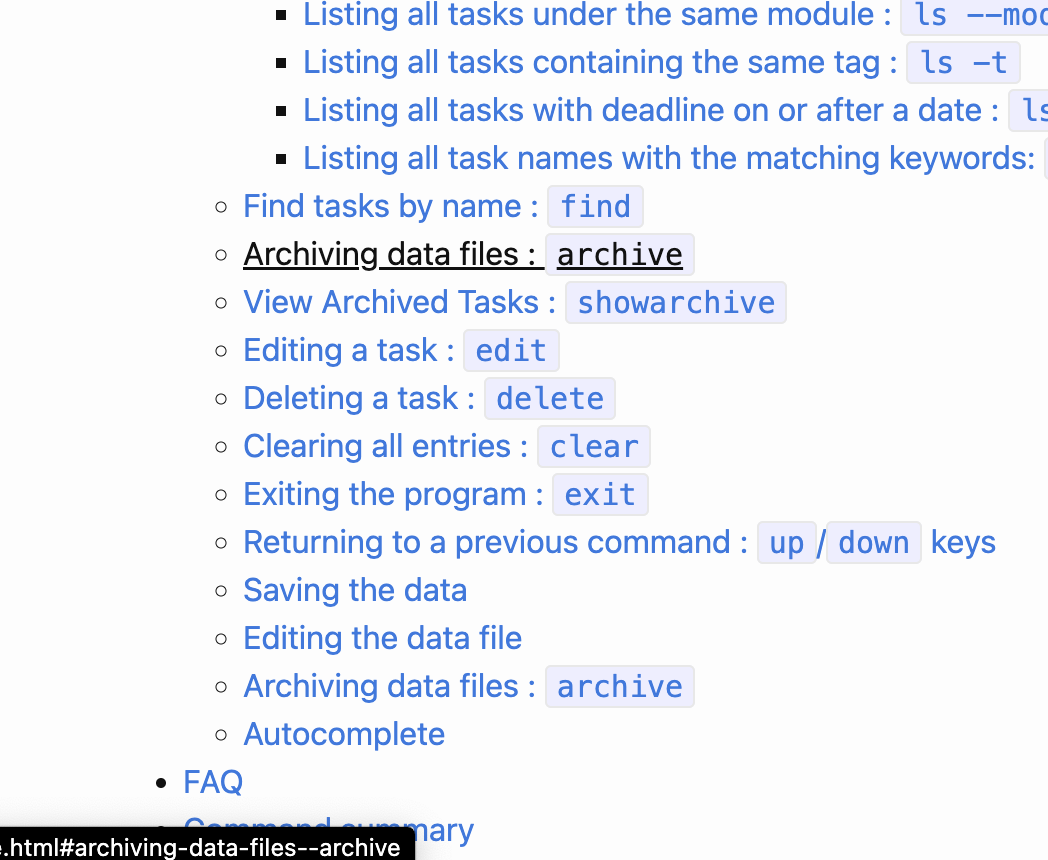 Listing all tasks under the same module : ls --mod
Listing all tasks containing the same tag : ls -t
Listing all tasks with deadline on or after a date : ls
Listing all task names with the matching keywords:
Find tasks by name : find
Archiving data files : archive
View Archived Tasks : showarchive
Editing a task : edit
Deleting a task : delete
Clearing all entries : clear
Exiting the program : exit
Returning to a previous command : up / down keys
Saving the data
Editing the data file
Archiving data files : archive
Autocomplete
FAQ
Command summary
e.html#archiving-data-files--archive